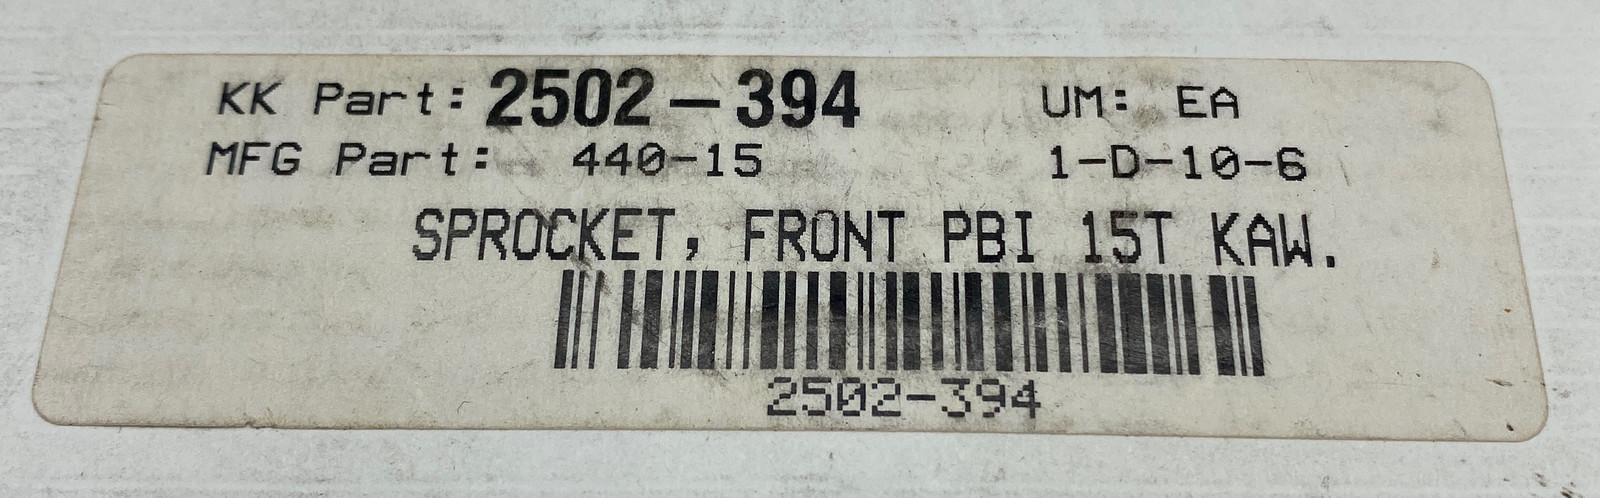 KK Part: 2502-394 UM: EA
MFG Part: 440-15 1-D-10-6
SPROCKET, FRONT PBI 15T KAW.
2502-394